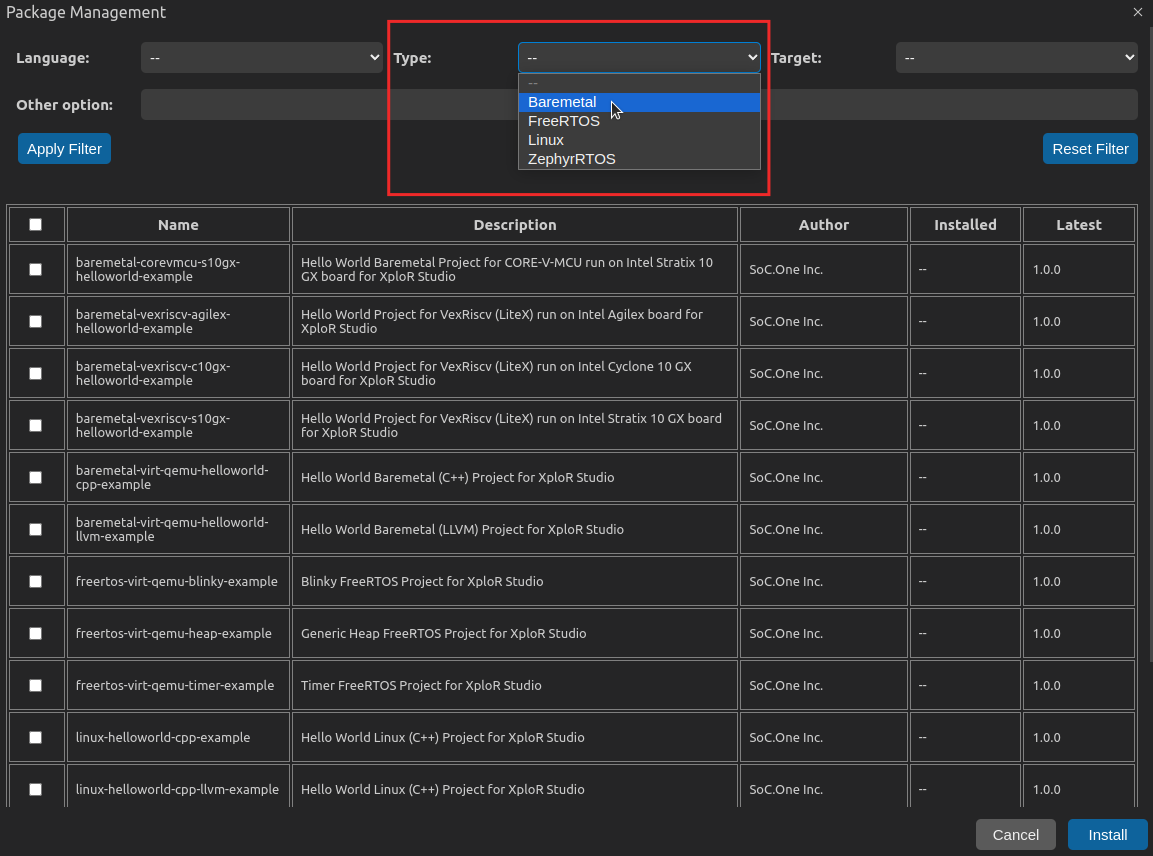 Package Management
Language: -- Type: -- Target: --
--
Other option: Baremetal
FreeRTOS
Linux
ZephyrRTOS
Apply Filter Reset Filter
Name Description Author Installed Latest
baremetal-corevmcu-s10gx-
helloworld-example
Hello World Baremetal Project for CORE-V-MCU run on Intel Stratix 10
GX board for XploR Studio
SoC.One Inc. -- 1.0.0
baremetal-vexriscv-agilex-
helloworld-example
Hello World Project for VexRiscv (LiteX) run on Intel Agilex board for
XploR Studio
SoC.One Inc. -- 1.0.0
baremetal-vexriscv-c10gx-
helloworld-example
Hello World Project for VexRiscv (LiteX) run on Intel Cyclone 10 GX
board for XploR Studio
SoC.One Inc. -- 1.0.0
baremetal-vexriscv-s10gx-
helloworld-example
Hello World Project for VexRiscv (LiteX) run on Intel Stratix 10 GX board
for XploR Studio
SoC.One Inc. -- 1.0.0
baremetal-virt-qemu-helloworld-
cpp-example
Hello World Baremetal (C++) Project for XploR Studio
SoC.One Inc. -- 1.0.0
baremetal-virt-qemu-helloworld-
llvm-example
Hello World Baremetal (LLVM) Project for XploR Studio
SoC.One Inc. -- 1.0.0
freertos-virt-qemu-blinky-example Blinky FreeRTOS Project for XploR Studio SoC.One Inc. -- 1.0.0
freertos-virt-qemu-heap-example Generic Heap FreeRTOS Project for XploR Studio SoC.One Inc. -- 1.0.0
freertos-virt-qemu-timer-example Timer FreeRTOS Project for XploR Studio SoC.One Inc. -- 1.0.0
linux-helloworld-cpp-example Hello World Linux (C++) Project for XploR Studio SoC.One Inc. -- 1.0.0
linux-helloworld-cpp-llvm-example Hello World Linux (C++) Project for XploR Studio SoC.One Inc. -- 1.0.0
Cancel Install